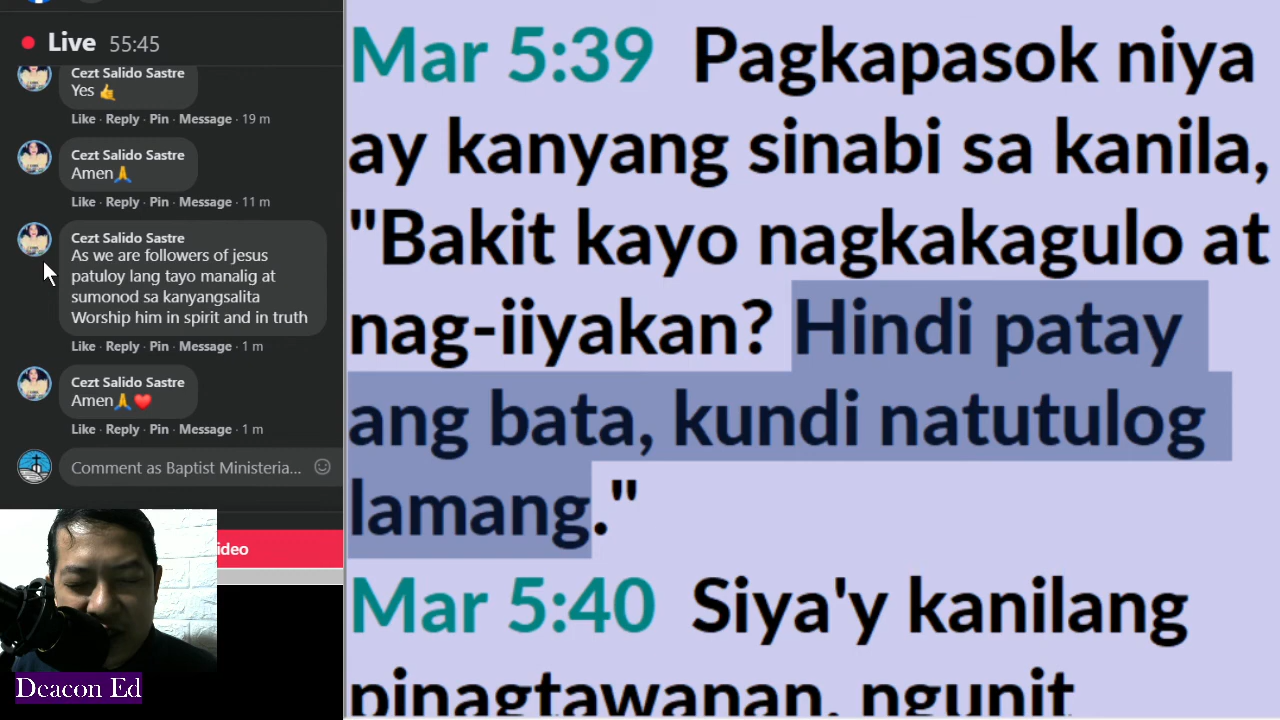 Live 55:45
Cezt Salido Sastre
Yes 🤙
Like · Reply · Pin · Message · 19 m
Cezt Salido Sastre
Amen🙏
Like · Reply · Pin · Message · 11 m
Cezt Salido Sastre
As we are followers of jesus
patuloy lang tayo manalig at
sumonod sa kanyangsalita
Worship him in spirit and in truth
Like · Reply · Pin · Message · 1 m
Cezt Salido Sastre
Amen🙏❤️
Like · Reply · Pin · Message · 1 m
Comment as Baptist Ministeria...
ideo
Deacon Ed
Mar 5:39 Pagkapasok niya
ay kanyang sinabi sa kanila,
"Bakit kayo nagkakagulo at
nag-iiyakan? Hindi patay
ang bata, kundi natutulog
lamang."
Mar 5:40 Siya'y kanilang
pinagtawanan, ngunit